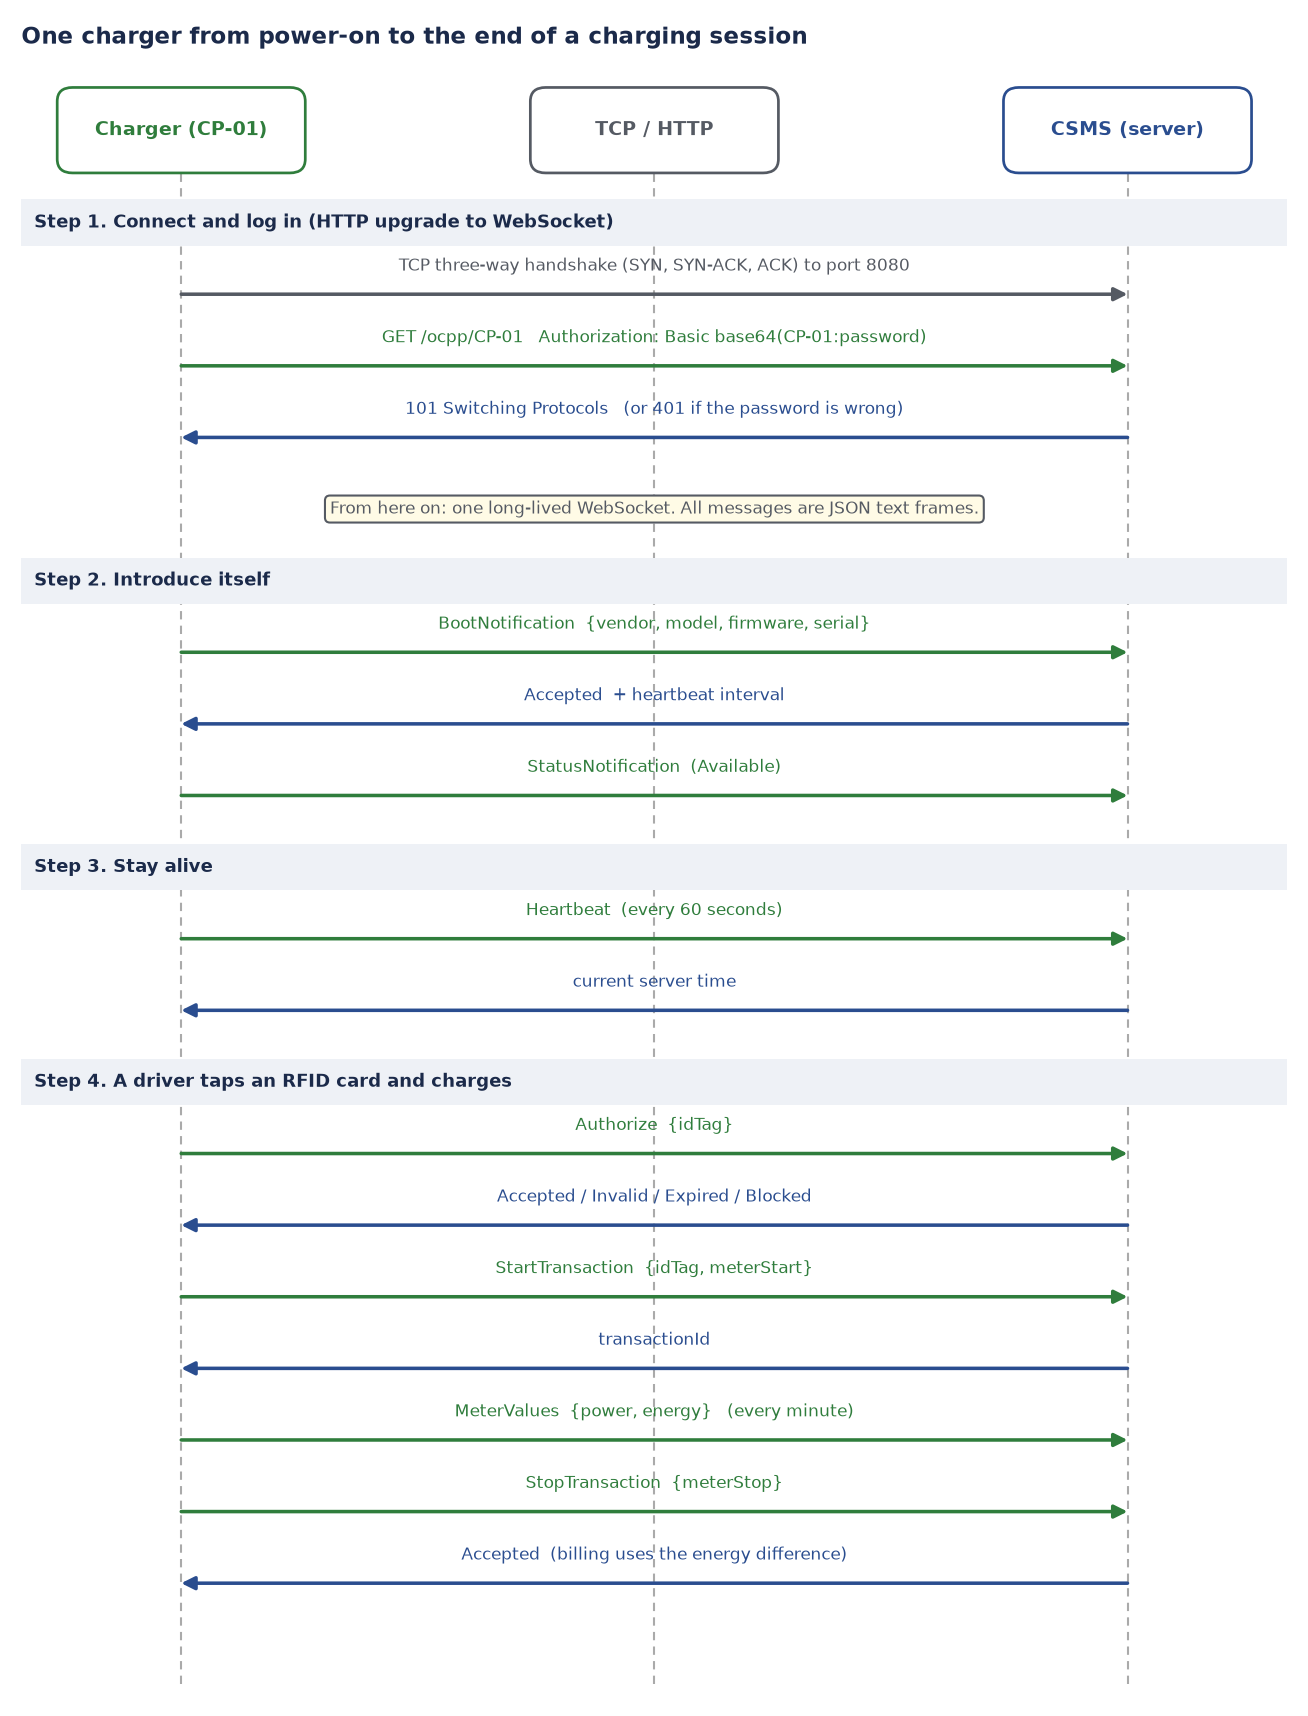 One charger from power-on to the end of a charging session
Charger (CP-01)
TCP / HTTP
CSMS (server)
Step 1. Connect and log in (HTTP upgrade to WebSocket)
TCP three-way handshake (SYN, SYN-ACK, ACK) to port 8080
GET /ocpp/CP-01   Authorization: Basic base64(CP-01:password)
101 Switching Protocols   (or 401 if the password is wrong)
From here on: one long-lived WebSocket. All messages are JSON text frames.
Step 2. Introduce itself
BootNotification  {vendor, model, firmware, serial}
Accepted  + heartbeat interval
StatusNotification  (Available)
Step 3. Stay alive
Heartbeat  (every 60 seconds)
current server time
Step 4. A driver taps an RFID card and charges
Authorize  {idTag}
Accepted / Invalid / Expired / Blocked
StartTransaction  {idTag, meterStart}
transactionId
MeterValues  {power, energy}   (every minute)
StopTransaction  {meterStop}
Accepted  (billing uses the energy difference)